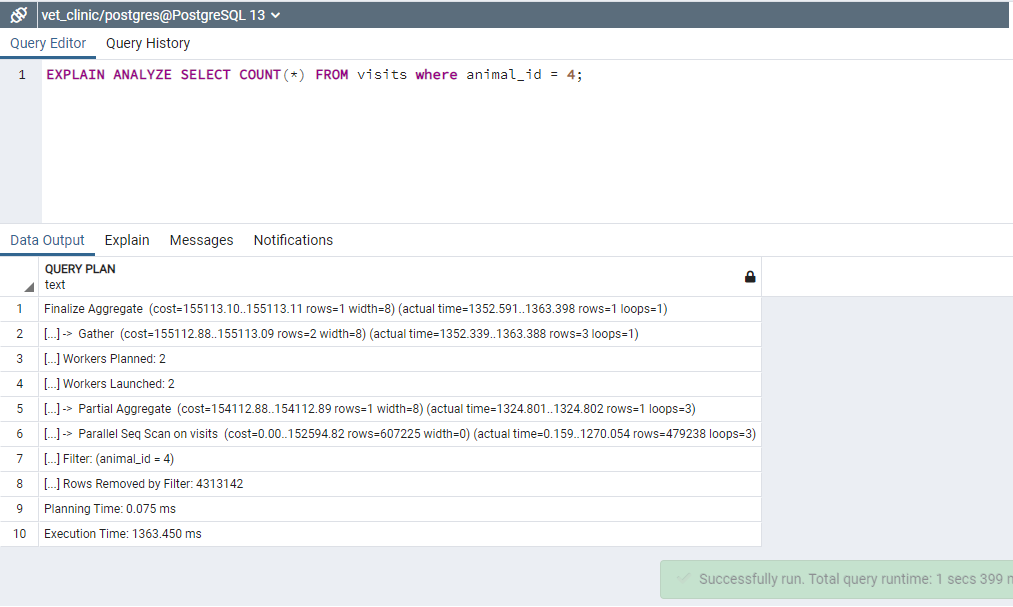 vet_clinic/postgres@PostgreSQL 13
Query Editor Query History
1 EXPLAIN ANALYZE SELECT COUNT(*) FROM visits where animal_id = 4;
Data Output Explain Messages Notifications
QUERY PLAN
text
1 Finalize Aggregate (cost=155113.10..155113.11 rows=1 width=8) (actual time=1352.591..1363.398 rows=1 loops=1)
2 [...] -> Gather (cost=155112.88..155113.09 rows=2 width=8) (actual time=1352.339..1363.388 rows=3 loops=1)
3 [...] Workers Planned: 2
4 [...] Workers Launched: 2
5 [...] -> Partial Aggregate (cost=154112.88..154112.89 rows=1 width=8) (actual time=1324.801..1324.802 rows=1 loops=3)
6 [...] -> Parallel Seq Scan on visits (cost=0.00..152594.82 rows=607225 width=0) (actual time=0.159..1270.054 rows=479238 loops=3)
7 [...] Filter: (animal_id = 4)
8 [...] Rows Removed by Filter: 4313142
9 Planning Time: 0.075 ms
10 Execution Time: 1363.450 ms
Successfully run. Total query runtime: 1 secs 399